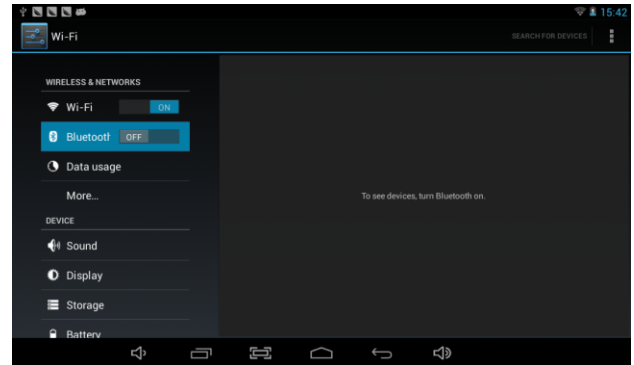 15:42
Wi-Fi
SEARCH FOR DEVICES
WIRELESS & NETWORKS
Wi-Fi ON
Bluetooth OFF
Data usage
More...
To see devices, turn Bluetooth on.
DEVICE
Sound
Display
Storage
Battery